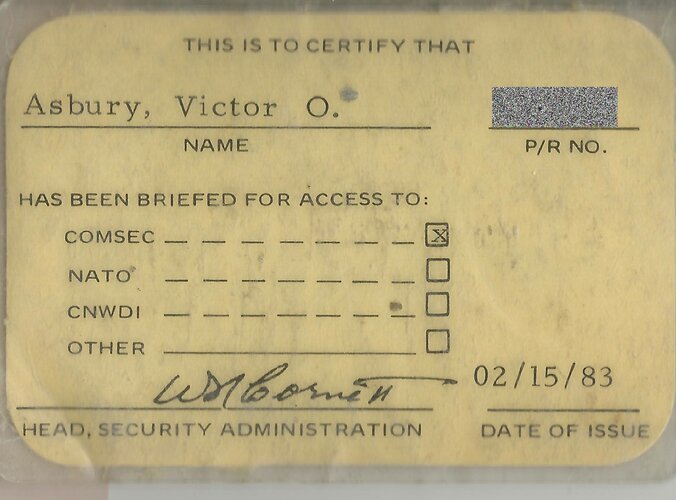 THIS IS TO CERTIFY THAT
Asbury, Victor O.
NAME P/R NO.
HAS BEEN BRIEFED FOR ACCESS TO:
COMSEC X
NATO
CNWDI
OTHER
02/15/83
HEAD, SECURITY ADMINISTRATION DATE OF ISSUE